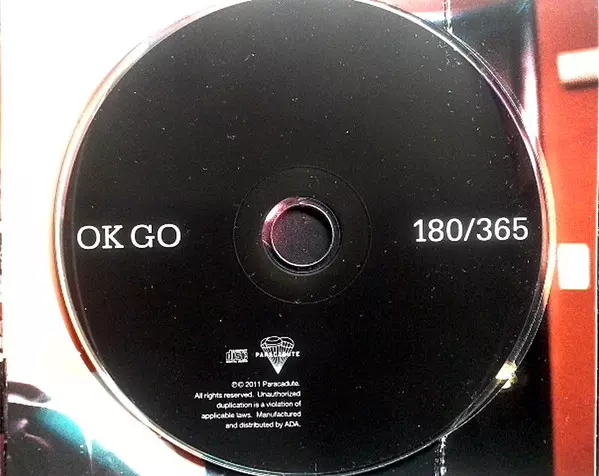 OK GO
180/365
PARACADUTE
℗© 2011 Paracadute.
All rights reserved. Unauthorized
duplication is a violation of
applicable laws. Manufactured
and distributed by ADA.